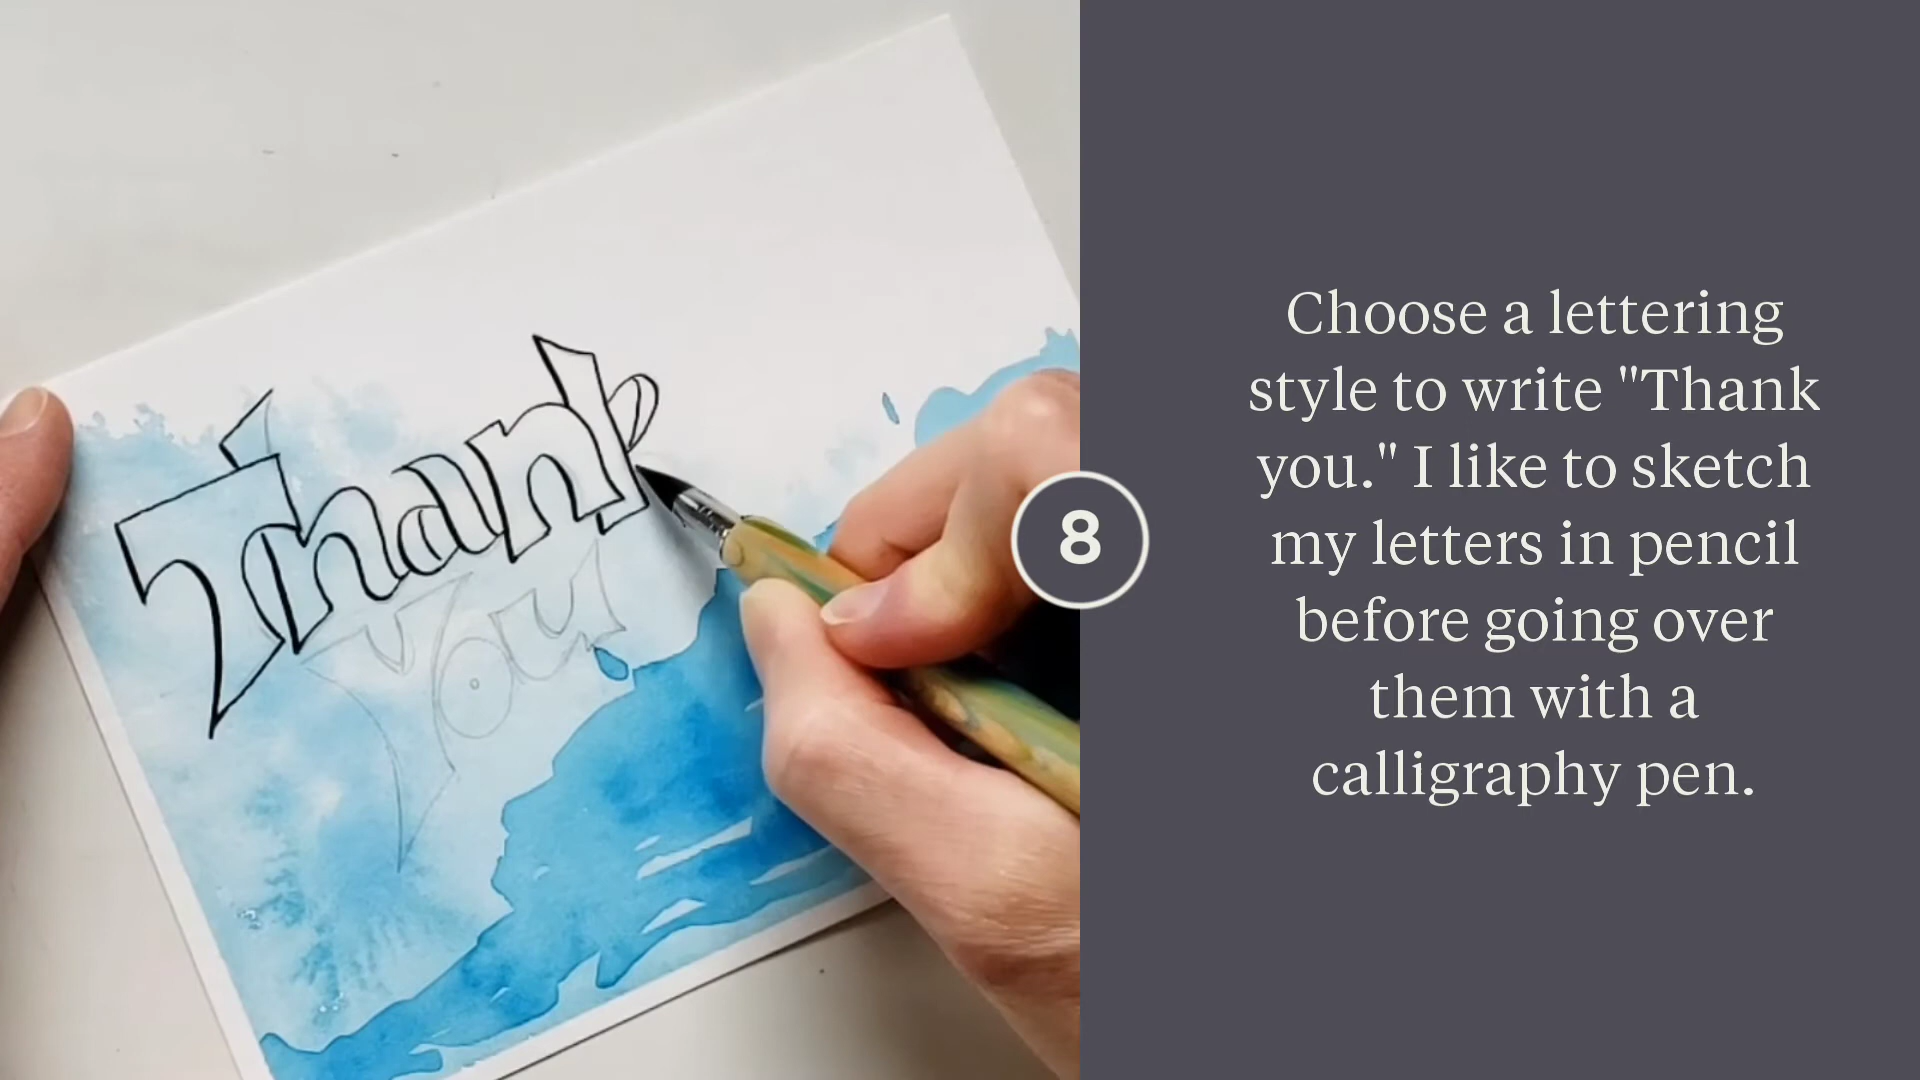 Thank
you
8
Choose a lettering
style to write "Thank
you." I like to sketch
my letters in pencil
before going over
them with a
calligraphy pen.